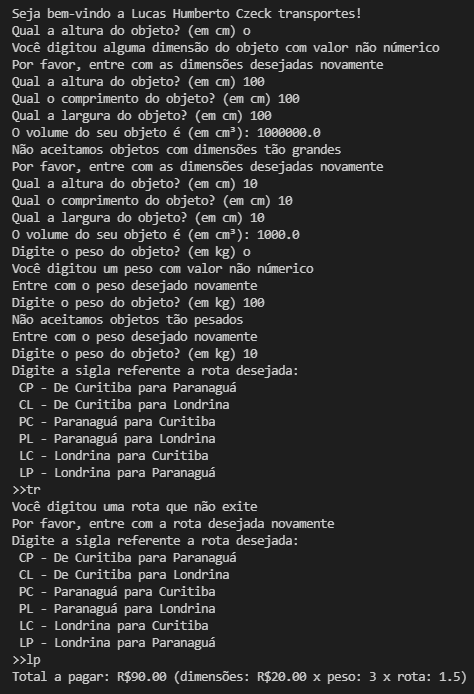 Seja bem-vindo a Lucas Humberto Czeck transportes!
Qual a altura do objeto? (em cm) o
Você digitou alguma dimensão do objeto com valor não númerico
Por favor, entre com as dimensões desejadas novamente
Qual a altura do objeto? (em cm) 100
Qual o comprimento do objeto? (em cm) 100
Qual a largura do objeto? (em cm) 100
O volume do seu objeto é (em cm³): 1000000.0
Não aceitamos objetos com dimensões tão grandes
Por favor, entre com as dimensões desejadas novamente
Qual a altura do objeto? (em cm) 10
Qual o comprimento do objeto? (em cm) 10
Qual a largura do objeto? (em cm) 10
O volume do seu objeto é (em cm³): 1000.0
Digite o peso do objeto? (em kg) o
Você digitou um peso com valor não númerico
Entre com o peso desejado novamente
Digite o peso do objeto? (em kg) 100
Não aceitamos objetos tão pesados
Entre com o peso desejado novamente
Digite o peso do objeto? (em kg) 10
Digite a sigla referente a rota desejada:
CP - De Curitiba para Paranaguá
CL - De Curitiba para Londrina
PC - Paranaguá para Curitiba
PL - Paranaguá para Londrina
LC - Londrina para Curitiba
LP - Londrina para Paranaguá
>>tr
Você digitou uma rota que não exite
Por favor, entre com a rota desejada novamente
Digite a sigla referente a rota desejada:
CP - De Curitiba para Paranaguá
CL - De Curitiba para Londrina
PC - Paranaguá para Curitiba
PL - Paranaguá para Londrina
LC - Londrina para Curitiba
LP - Londrina para Paranaguá
>>lp
Total a pagar: R$90.00 (dimensões: R$20.00 x peso: 3 x rota: 1.5)